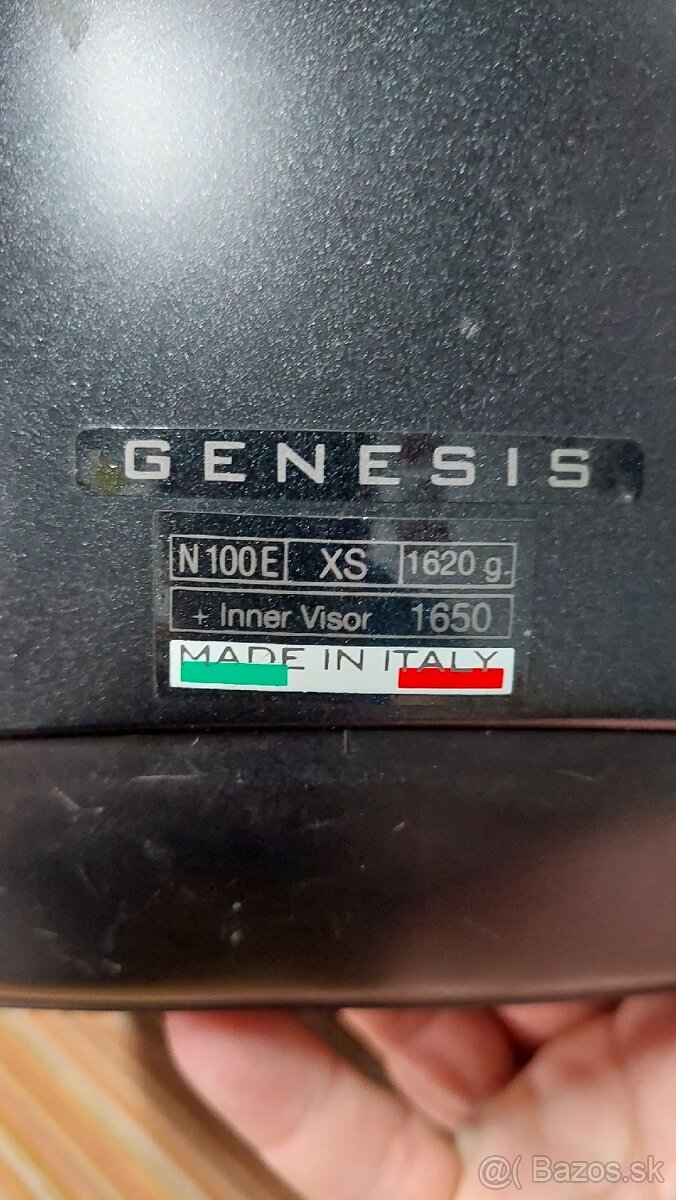 GENESIS
N100E XS 1620 g.
+ Inner Visor 1650
MADE IN ITALY
@( Bazos.sk